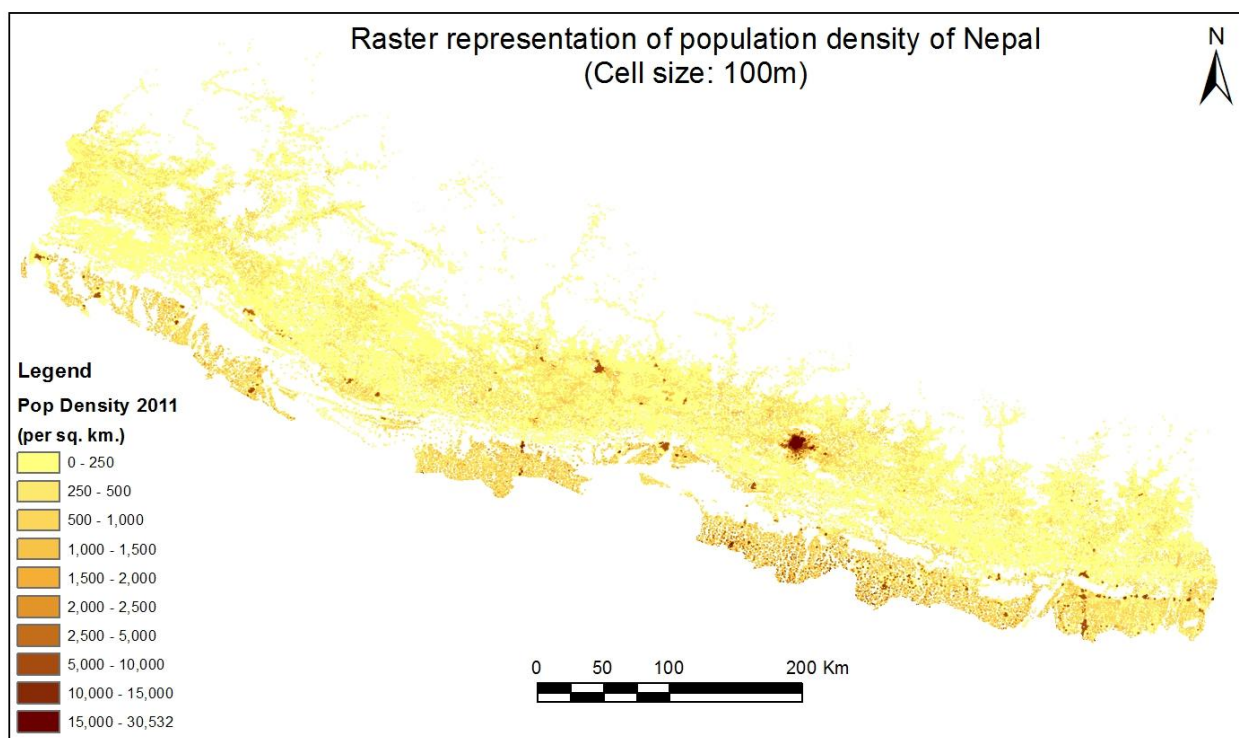 Raster representation of population density of Nepal
(Cell size: 100m)
N
Legend
Pop Density 2011
(per sq. km.)
0 - 250
250 - 500
500 - 1,000
1,000 - 1,500
1,500 - 2,000
2,000 - 2,500
2,500 - 5,000
5,000 - 10,000
10,000 - 15,000
15,000 - 30,532
0 50 100 200 Km